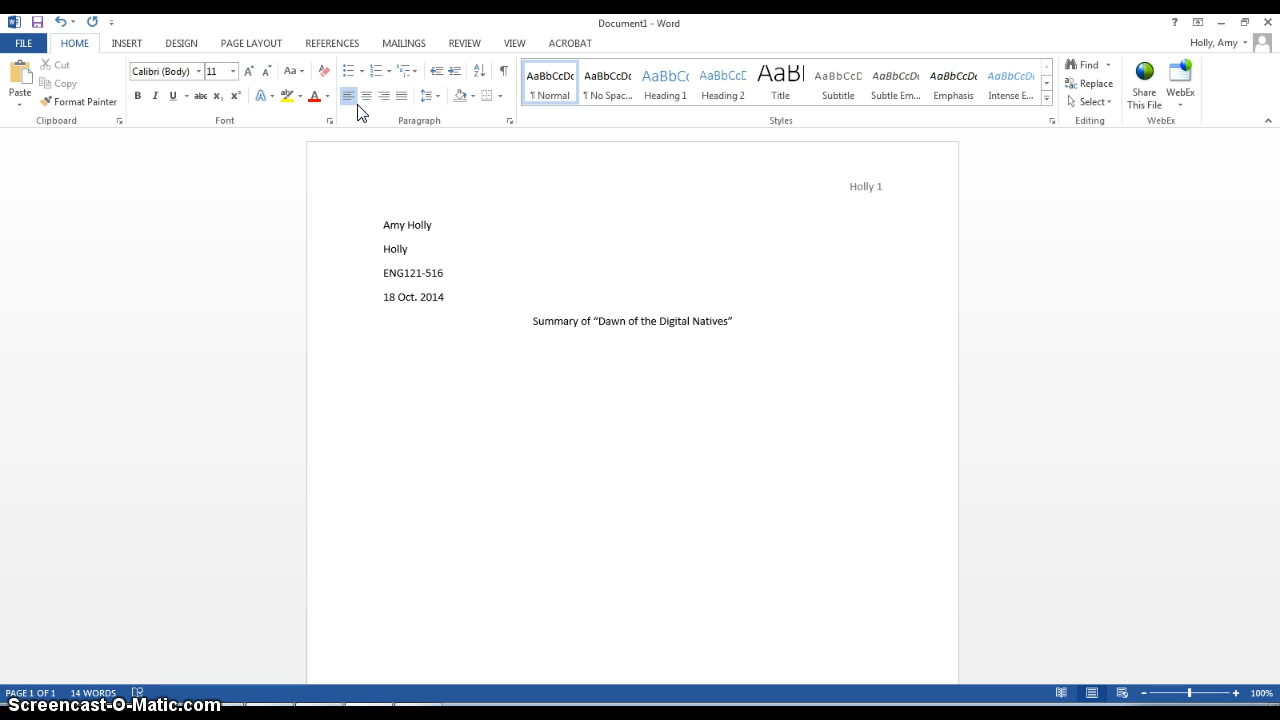 Document1 - Word
?
FILE HOME INSERT DESIGN PAGE LAYOUT REFERENCES MAILINGS REVIEW VIEW ACROBAT Holly, Amy
Paste
Cut
Copy
Format Painter
Clipboard
Calibri (Body) 11
Font
Paragraph
AaBbCcDc AaBbCcDc AaBbCc AaBbCcD AaBl AaBbCcD AaBbCcDc AaBbCcDc AaBbCcDc
¶ Normal ¶ No Spac... Heading 1 Heading 2 Title Subtitle Subtle Em... Emphasis Intense E...
Styles
Find
Replace
Select
Editing
Share
This File
WebEx
WebEx
Holly 1
Amy Holly
Holly
ENG121-516
18 Oct. 2014
Summary of “Dawn of the Digital Natives”
PAGE 1 OF 1 14 WORDS 100%
Screencast-O-Matic.com